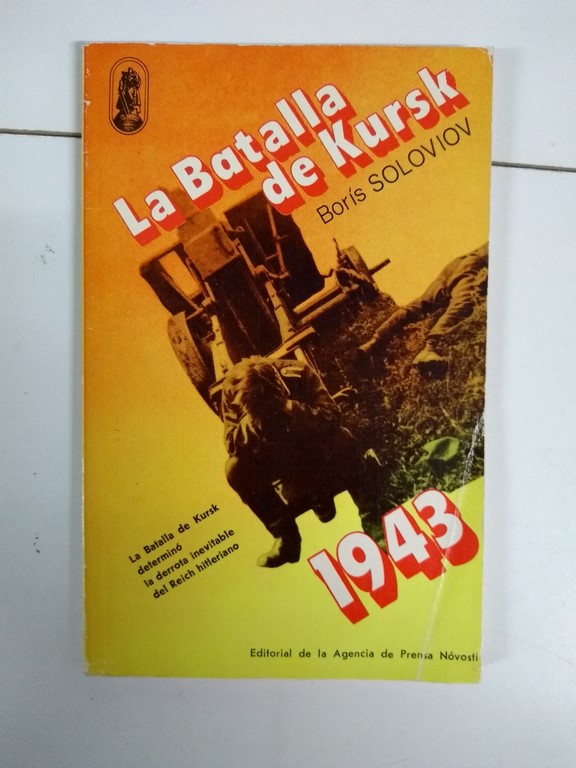 La Batalla
de Kursk
Borís SOLOVIOV
La Batalla de Kursk
determinó
la derrota inevitable
del Reich hitleriano
1943
Editorial de la Agencia de Prensa Nóvosti